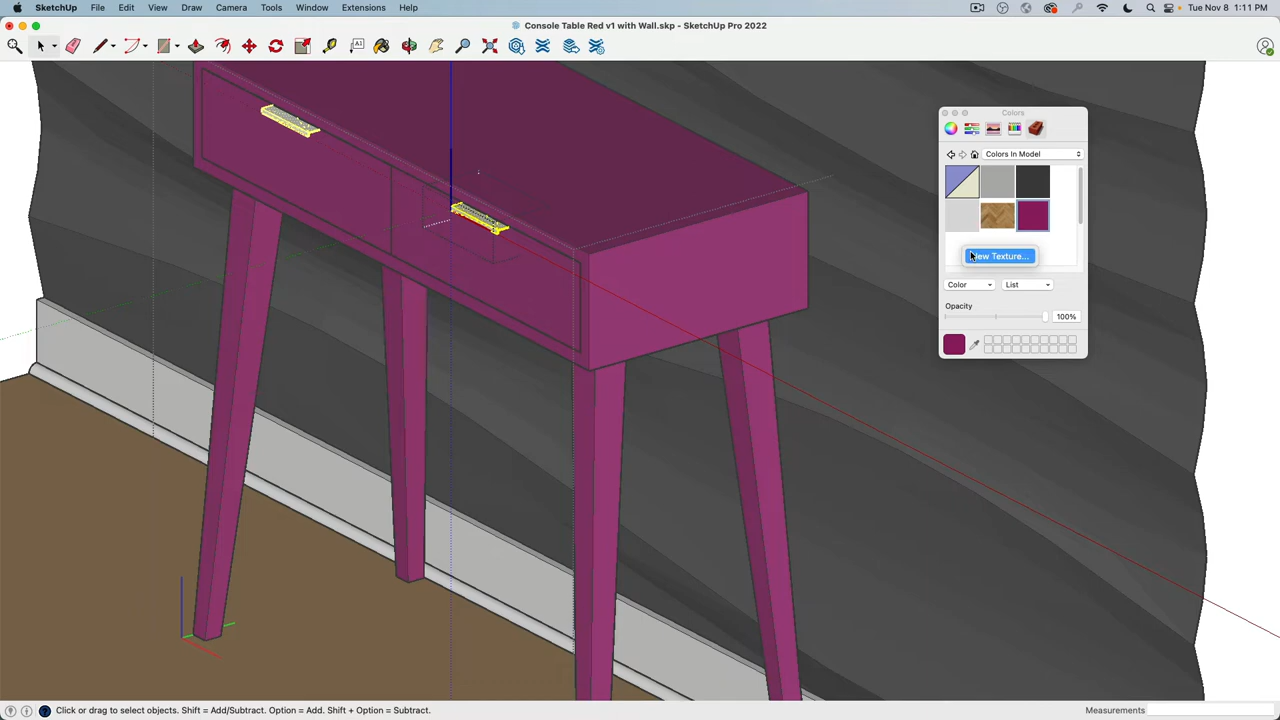 SketchUp File Edit View Draw Camera Tools Window Extensions Help Tue Nov 8 1:11 PM
Console Table Red v1 with Wall.skp - SketchUp Pro 2022
Colors
Colors In Model
New Texture...
Color List
Opacity
100%
Click or drag to select objects. Shift = Add/Subtract. Option = Add. Shift + Option = Subtract. Measurements